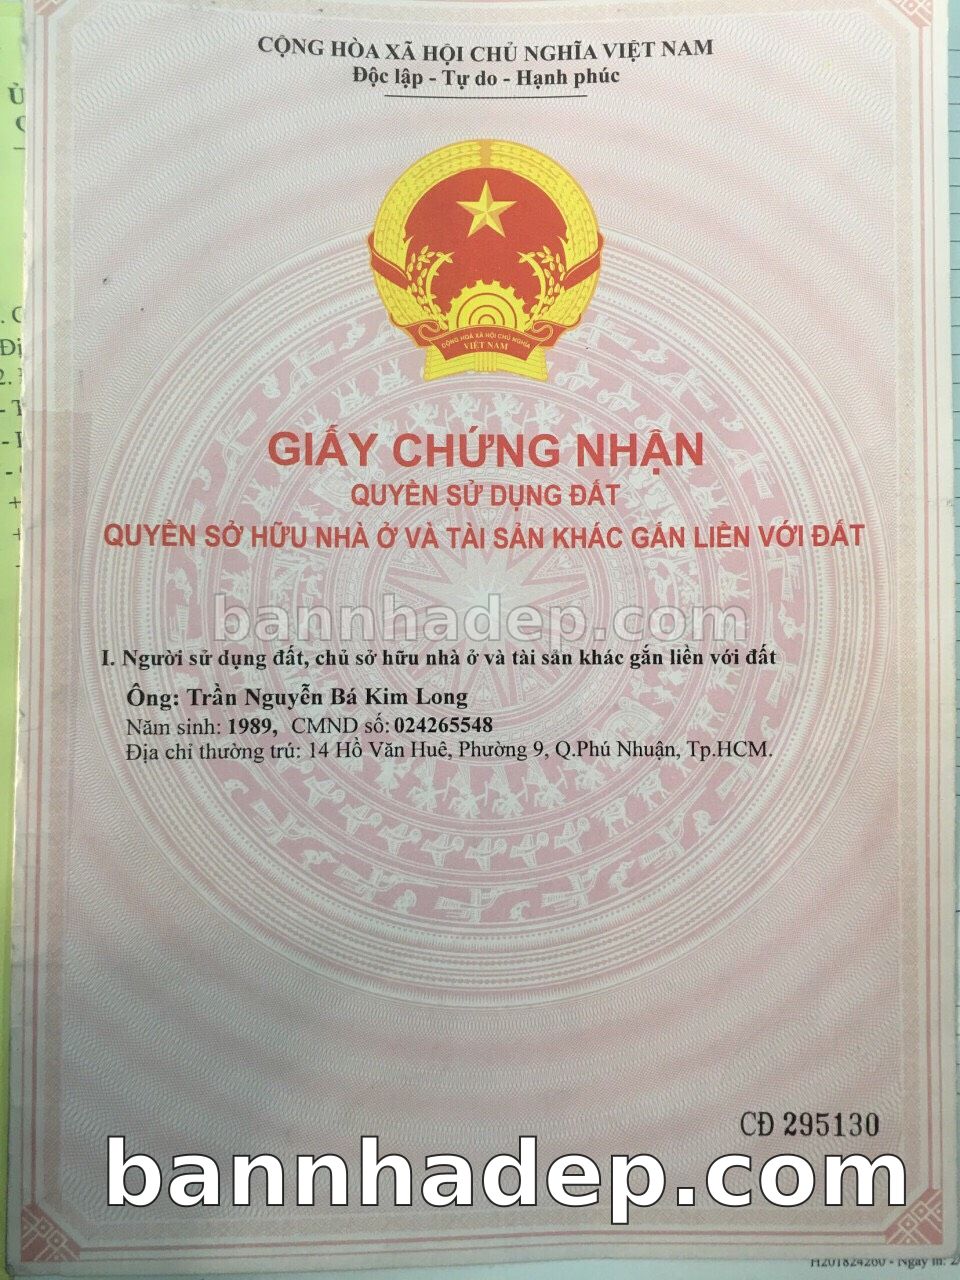 CỘNG HÒA XÃ HỘI CHỦ NGHĨA VIỆT NAM
Độc lập - Tự do - Hạnh phúc
CỘNG HOÀ XÃ HỘI CHỦ NGHĨA
VIỆT NAM
GIẤY CHỨNG NHẬN
QUYỀN SỬ DỤNG ĐẤT
QUYỀN SỞ HỮU NHÀ Ở VÀ TÀI SẢN KHÁC GẮN LIỀN VỚI ĐẤT
bannhadep.com
I. Người sử dụng đất, chủ sở hữu nhà ở và tài sản khác gắn liền với đất
Ông: Trần Nguyễn Bá Kim Long
Năm sinh: 1989, CMND số: 024265548
Địa chỉ thường trú: 14 Hồ Văn Huê, Phường 9, Q.Phú Nhuận, Tp.HCM.
CĐ 295130
bannhadep.com